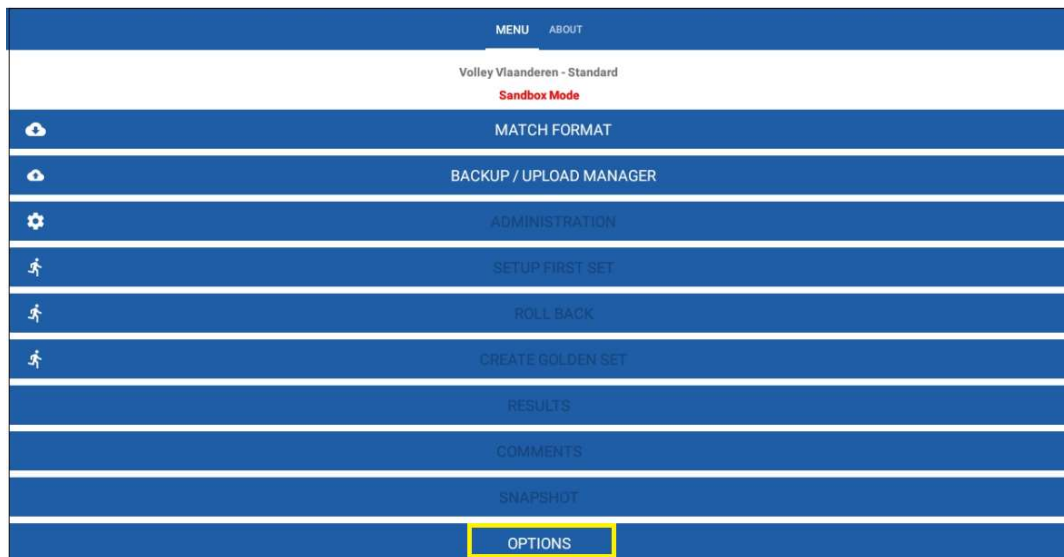 MENU ABOUT
Volley Vlaanderen - Standard
Sandbox Mode
MATCH FORMAT
BACKUP / UPLOAD MANAGER
ADMINISTRATION
SETUP FIRST SET
ROLL BACK
CREATE GOLDEN SET
RESULTS
COMMENTS
SNAPSHOT
OPTIONS